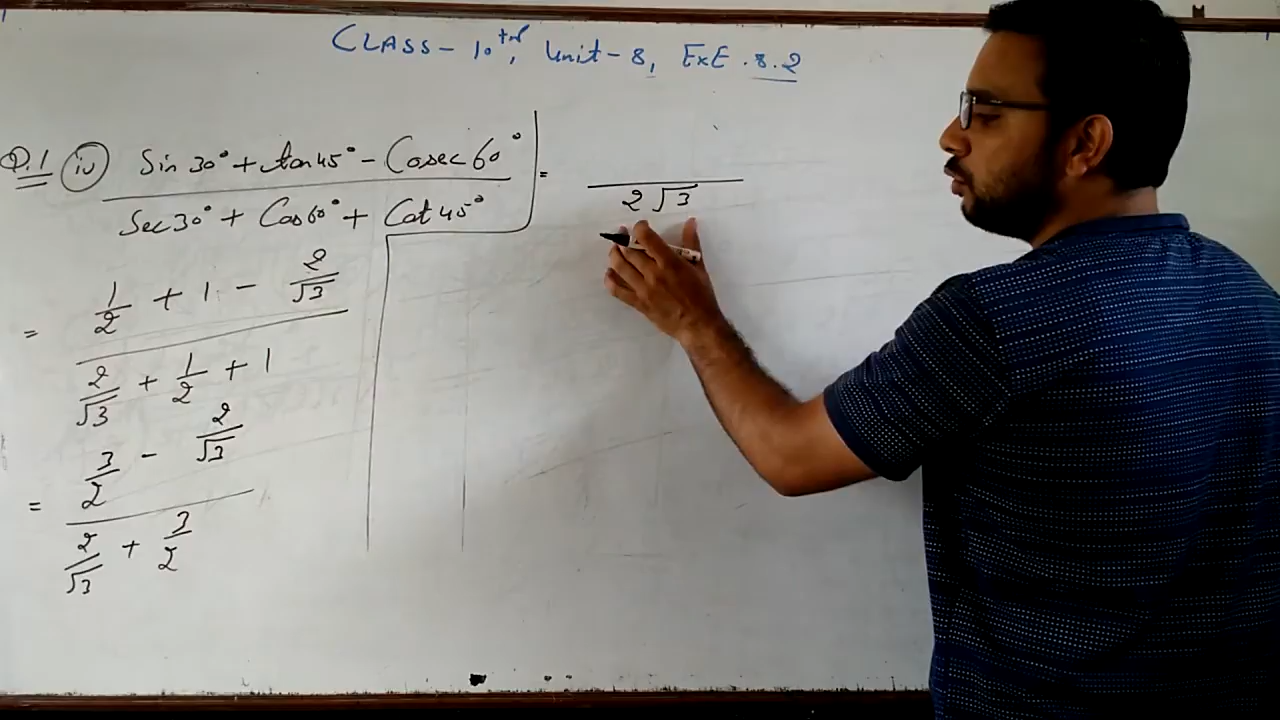 CLASS - 10th, Unit - 8, ExE. 8.2
Q.1 (iv) Sin 30° + tan 45° - Cosec 60°
Sec 30° + Cos 60° + Cot 45°
= 1/2 + 1 - 2/√3
2/√3 + 1/2 + 1
= 3/2 - 2/√3
2/√3 + 3/2
=
2√3